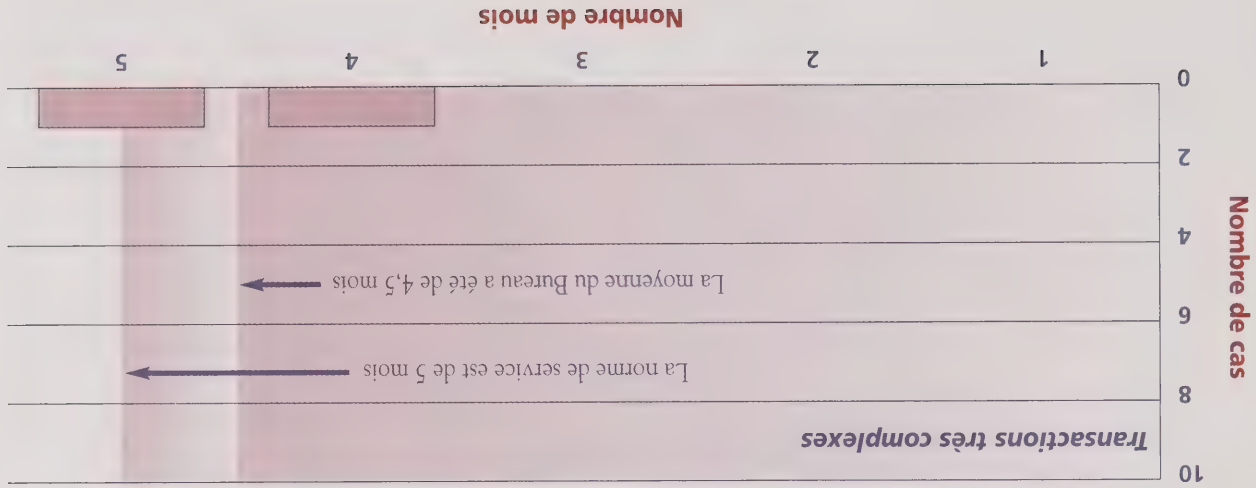 Nombre de cas
10
Transactions très complexes
8
La norme de service est de 5 mois
6
La moyenne du Bureau a été de 4,5 mois
4
2
0
1 2 3 4 5
Nombre de mois